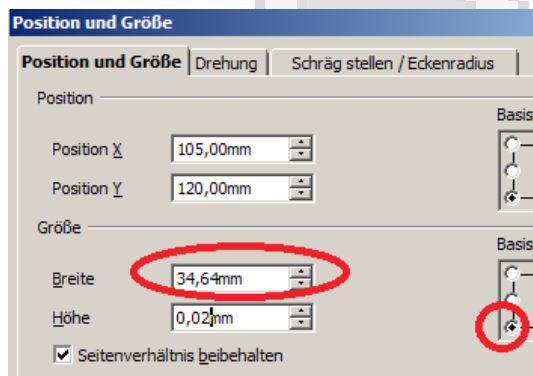 Position und Größe
Position und Größe Drehung Schräg stellen / Eckenradius
Position
Basis
Position X 105,00mm
Position Y 120,00mm
Größe
Basis
Breite 34,64mm
Höhe 0,02mm
Seitenverhältnis beibehalten